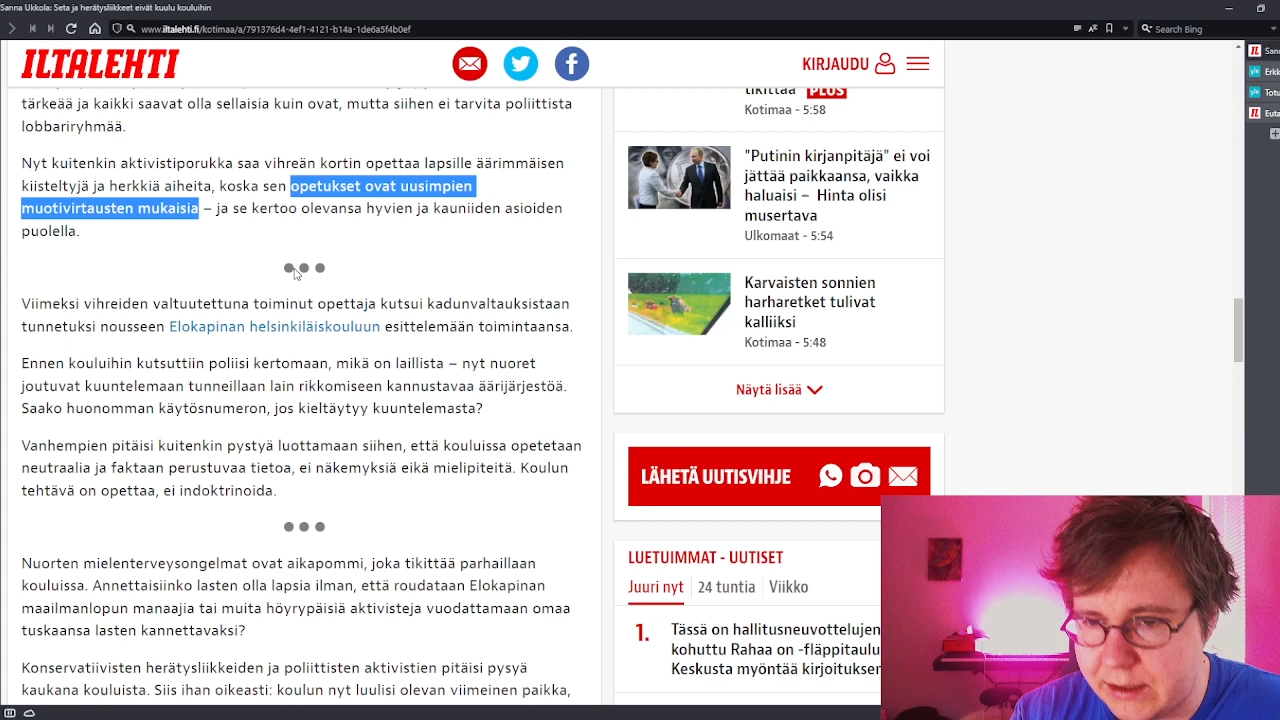 Sanna Ukkola: Seta ja herätysliikkeet eivät kuulu kouluihin
www.iltalehti.fi/kotimaa/a/791376d4-4ef1-4121-b14a-1de6a5f4b0ef
Search Bing
ILTALEHTI
KIRJAUDU
tärkeää ja kaikki saavat olla sellaisia kuin ovat, mutta siihen ei tarvita poliittista
lobbariryhmää.
Nyt kuitenkin aktivistiporukka saa vihreän kortin opettaa lapsille äärimmäisen
kiisteltyjä ja herkkiä aiheita, koska sen opetukset ovat uusimpien
muotivirtausten mukaisia – ja se kertoo olevansa hyvien ja kauniiden asioiden
puolella.
Viimeksi vihreiden valtuutettuna toiminut opettaja kutsui kadunvaltauksistaan
tunnetuksi nousseen Elokapinan helsinkiläiskouluun esittelemään toimintaansa.
Ennen kouluihin kutsuttiin poliisi kertomaan, mikä on laillista – nyt nuoret
joutuvat kuuntelemaan tunneillaan lain rikkomiseen kannustavaa äärijärjestöä.
Saako huonomman käytösnumeron, jos kieltäytyy kuuntelemasta?
Vanhempien pitäisi kuitenkin pystyä luottamaan siihen, että kouluissa opetetaan
neutraalia ja faktaan perustuvaa tietoa, ei näkemyksiä eikä mielipiteitä. Koulun
tehtävä on opettaa, ei indoktrinoida.
Nuorten mielenterveysongelmat ovat aikapommi, joka tikittää parhaillaan
kouluissa. Annettaisiinko lasten olla lapsia ilman, että roudataan Elokapinan
maailmanlopun manaajia tai muita höyrypäisiä aktivisteja vuodattamaan omaa
tuskaansa lasten kannettavaksi?
Konservatiivisten herätysliikkeiden ja poliittisten aktivistien pitäisi pysyä
kaukana kouluista. Siis ihan oikeasti: koulun nyt luulisi olevan viimeinen paikka,
tikittää PLUS
Kotimaa - 5:58
"Putinin kirjanpitäjä" ei voi
jättää paikkaansa, vaikka
haluaisi – Hinta olisi
musertava
Ulkomaat - 5:54
Karvaisten sonnien
harharetket tulivat
kalliiksi
Kotimaa - 5:48
Näytä lisää
LÄHETÄ UUTISVIHJE
LUETUIMMAT - UUTISET
Juuri nyt 24 tuntia Viikko
1. Tässä on hallitusneuvottelujen
kohuttu Rahaa on -fläppitaulu
Keskusta myöntää kirjoituksen
San
Erkk
Totu
Euta